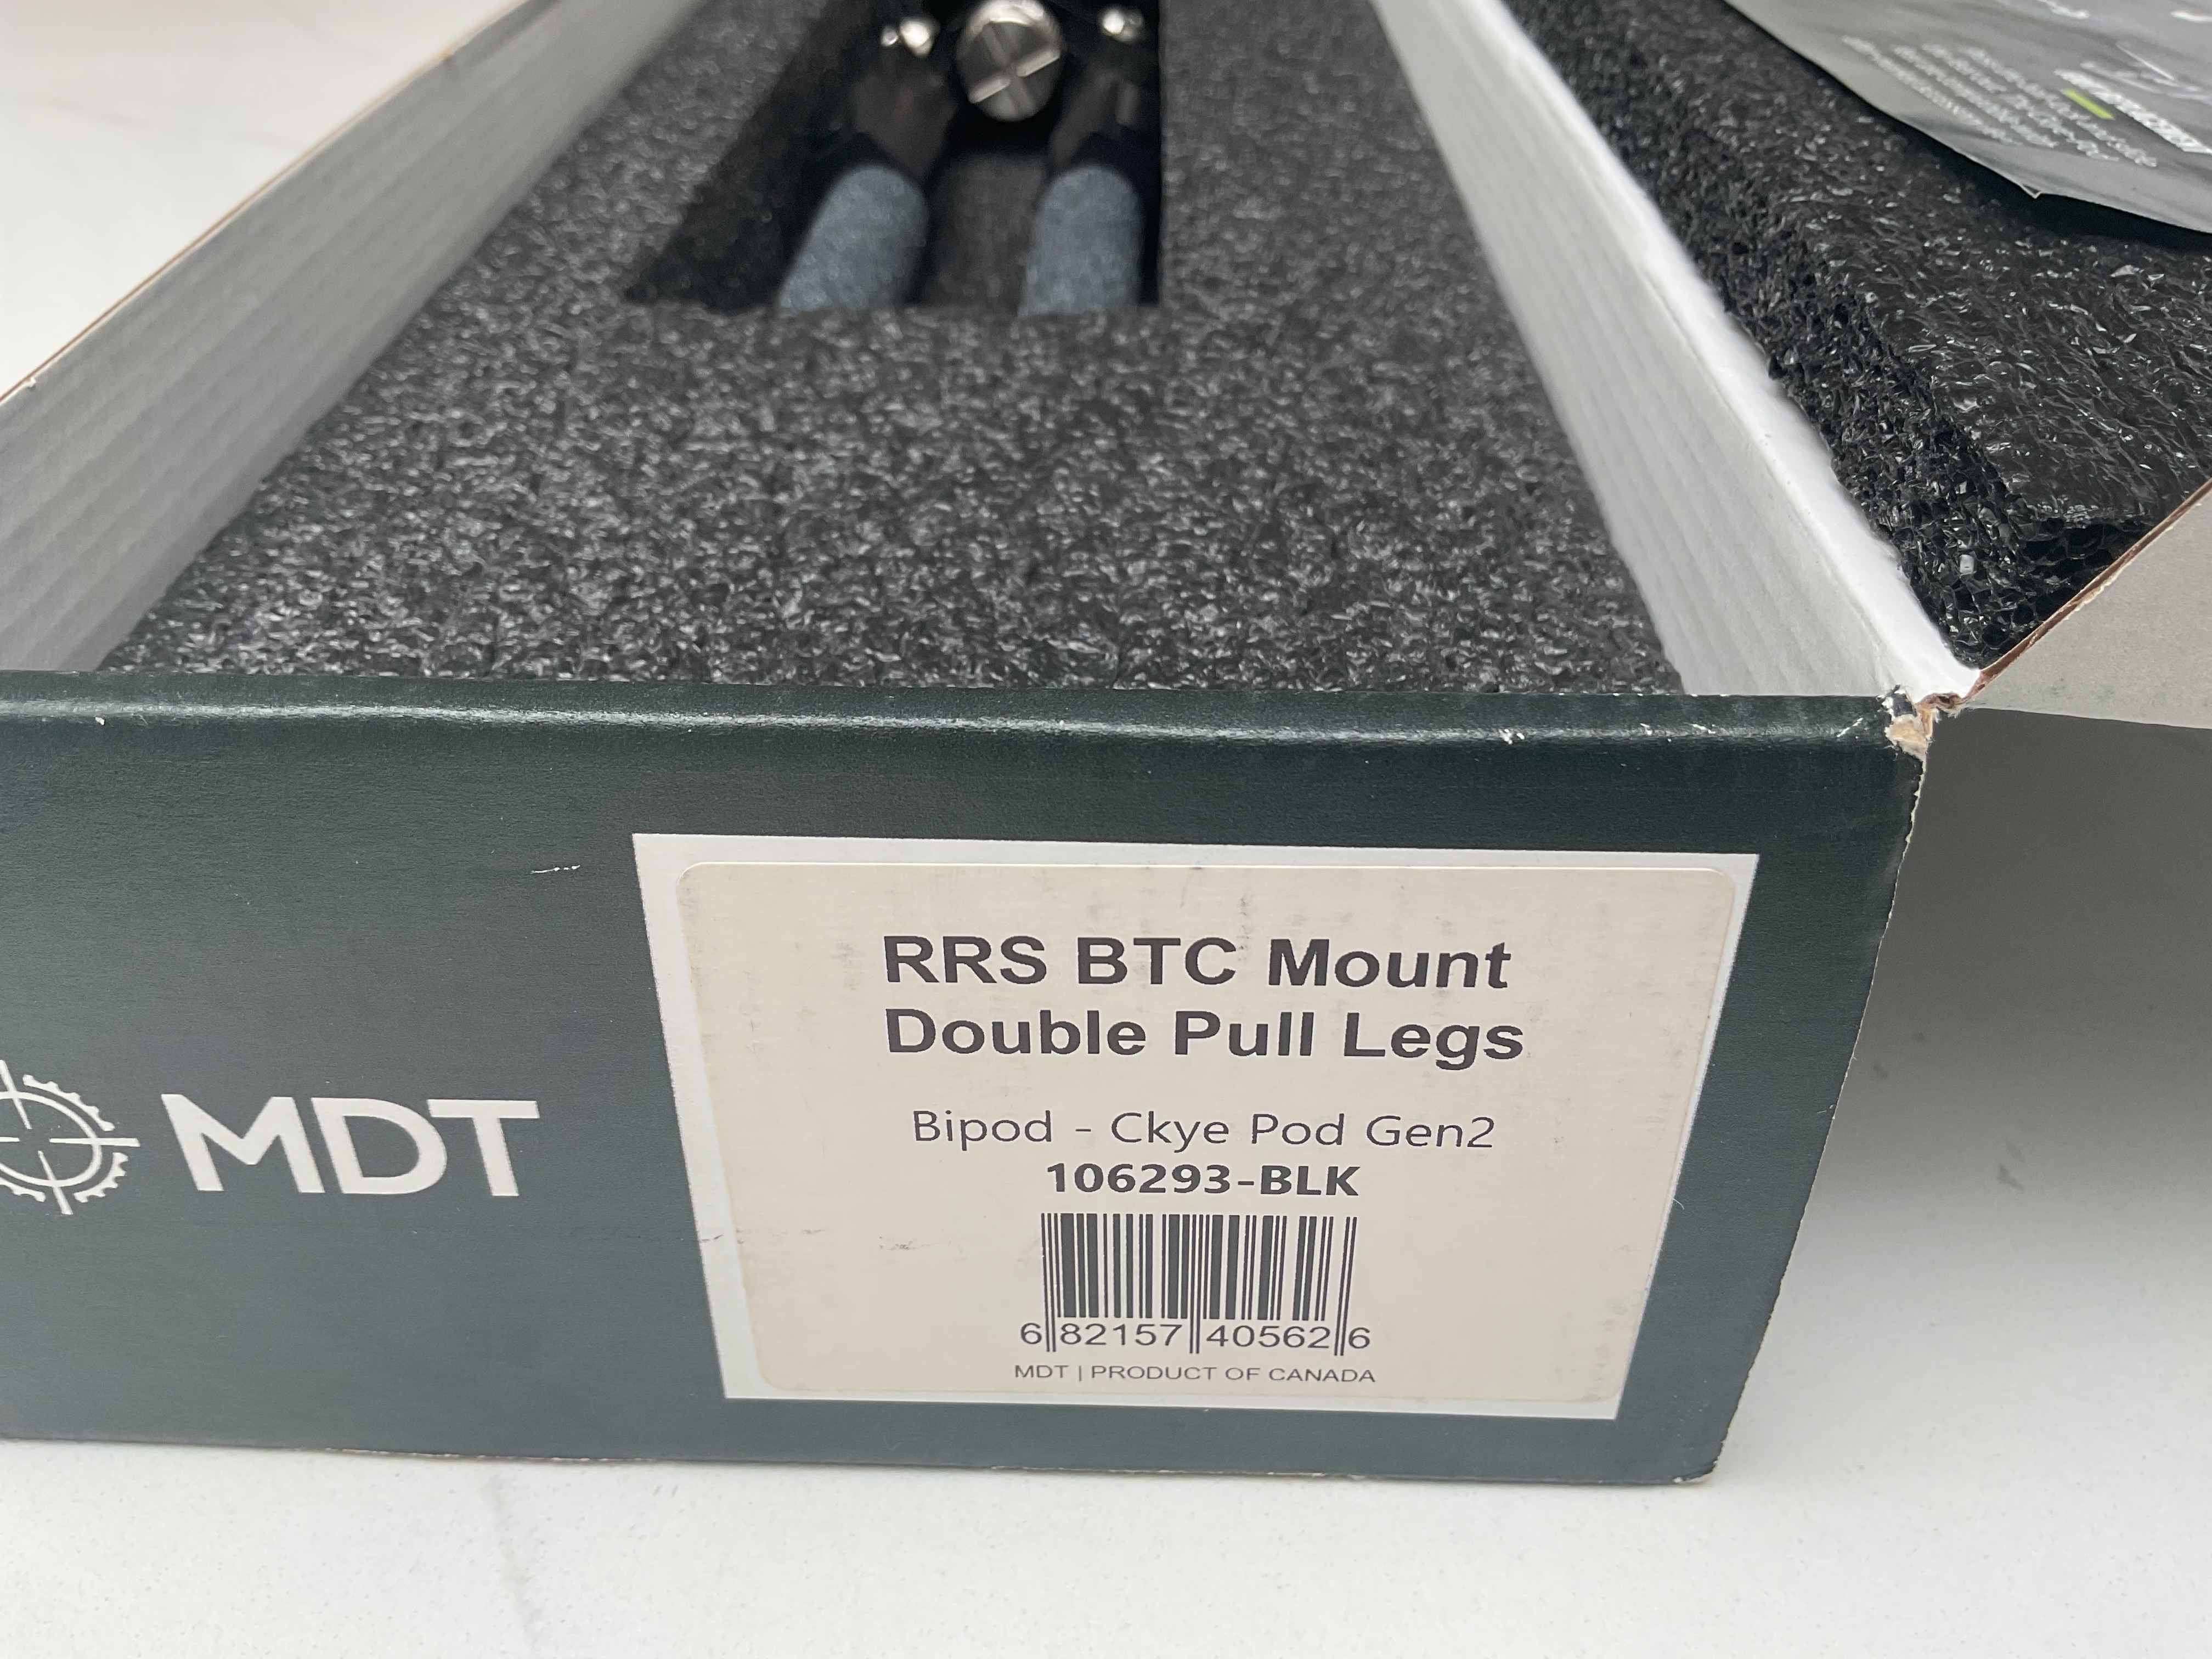 MDT
RRS BTC Mount
Double Pull Legs
Bipod - Ckye Pod Gen2
106293-BLK
6 82157 40562 6
MDT | PRODUCT OF CANADA